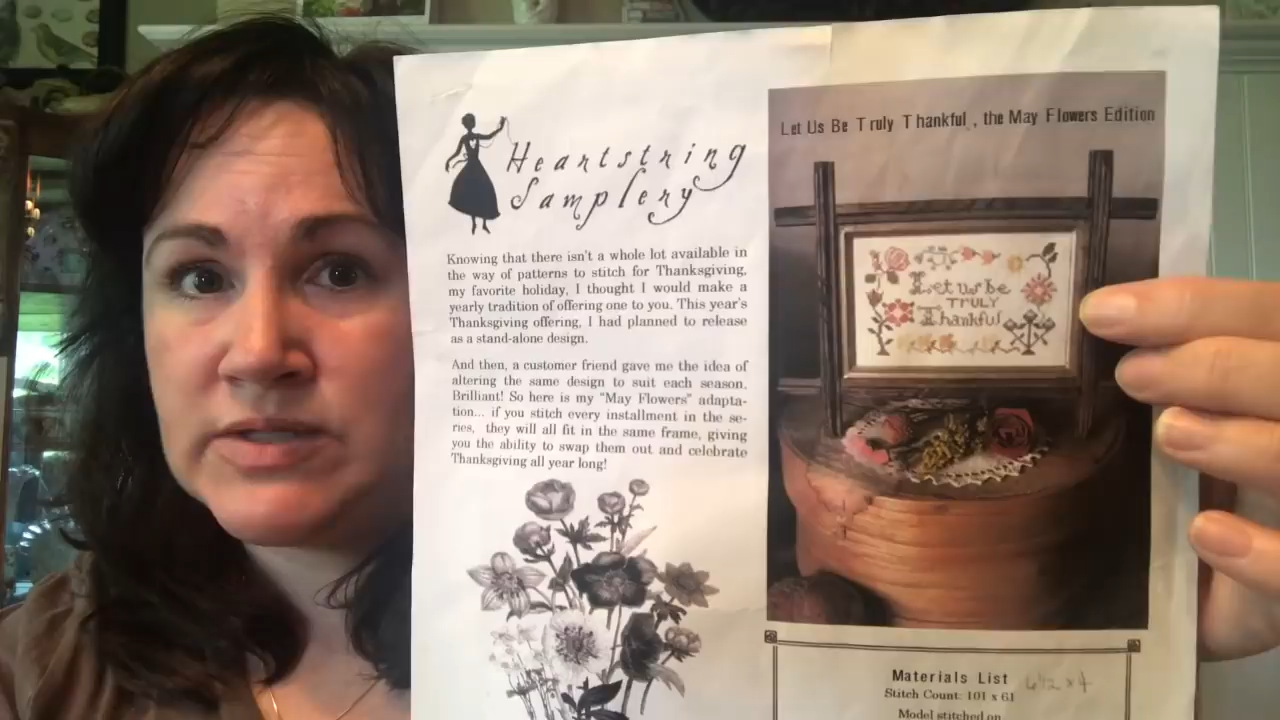 Heartstring
Samplery
Knowing that there isn't a whole lot available in
the way of patterns to stitch for Thanksgiving,
my favorite holiday, I thought I would make a
yearly tradition of offering one to you. This year's
Thanksgiving offering, I had planned to release
as a stand-alone design.
And then, a customer friend gave me the idea of
altering the same design to suit each season.
Brilliant! So here is my "May Flowers" adapta-
tion... if you stitch every installment in the se-
ries, they will all fit in the same frame, giving
you the ability to swap them out and celebrate
Thanksgiving all year long!
Let Us Be Truly Thankful, the May Flowers Edition
Let us be
TRULY
Thankful
Materials List
Stitch Count: 101 x 61
Model stitched on